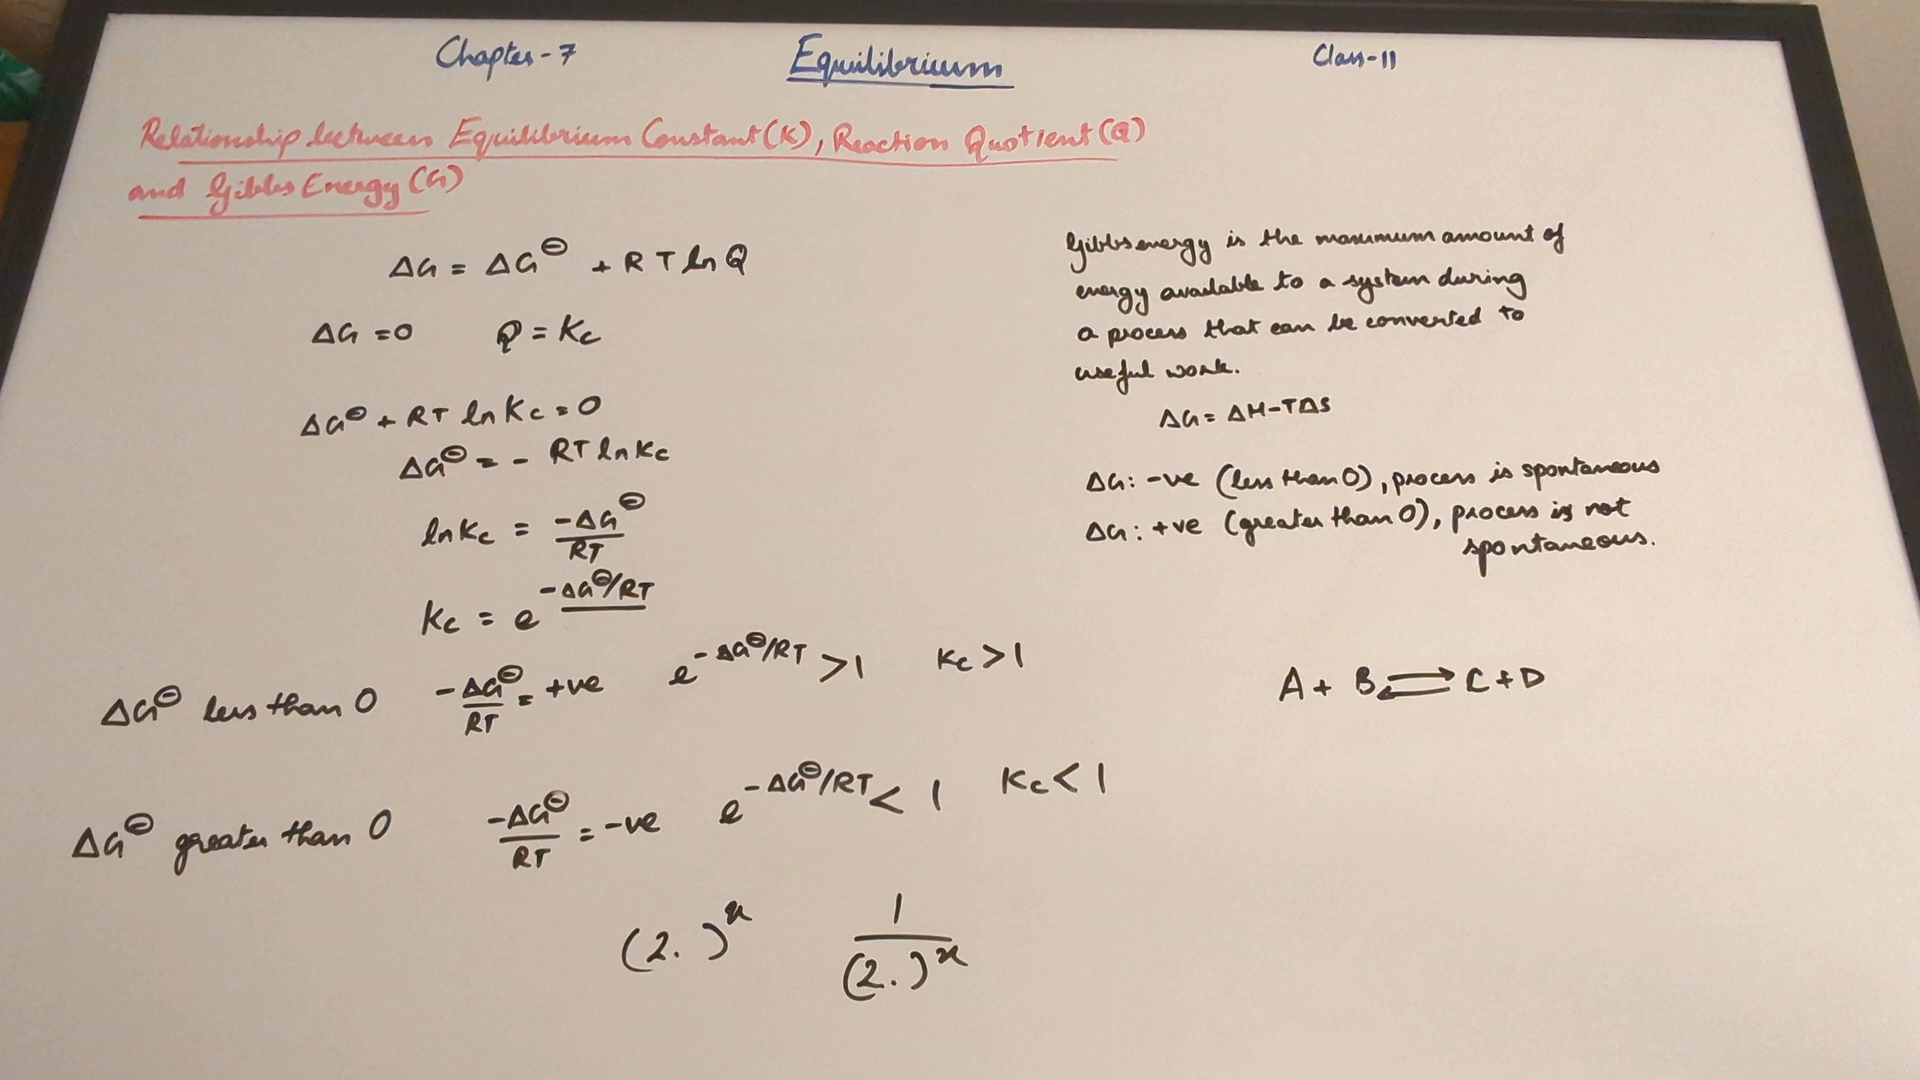 Chapter-7 Equilibrium Class-11
Relationship between Equilibrium Constant (K), Reaction Quotient (Q)
and Gibbs Energy (G)
ΔG = ΔG⊖ + RT ln Q
ΔG = 0 Q = Kc
ΔG⊖ + RT ln Kc = 0
ΔG⊖ = - RT ln Kc
ln Kc = -ΔG⊖/RT
Kc = e^(-ΔG⊖/RT)
ΔG⊖ less than 0 -ΔG⊖/RT = +ve e^(-ΔG⊖/RT) > 1 Kc > 1
ΔG⊖ greater than 0 -ΔG⊖/RT = -ve e^(-ΔG⊖/RT) < 1 Kc < 1
(2. )^x 1/(2. )^x
Gibbs energy is the maximum amount of
energy available to a system during
a process that can be converted to
useful work.
ΔG = ΔH-TΔS
ΔG: -ve (less than 0), process is spontaneous
ΔG: +ve (greater than 0), process is not
spontaneous.
A + B ⇌ C + D